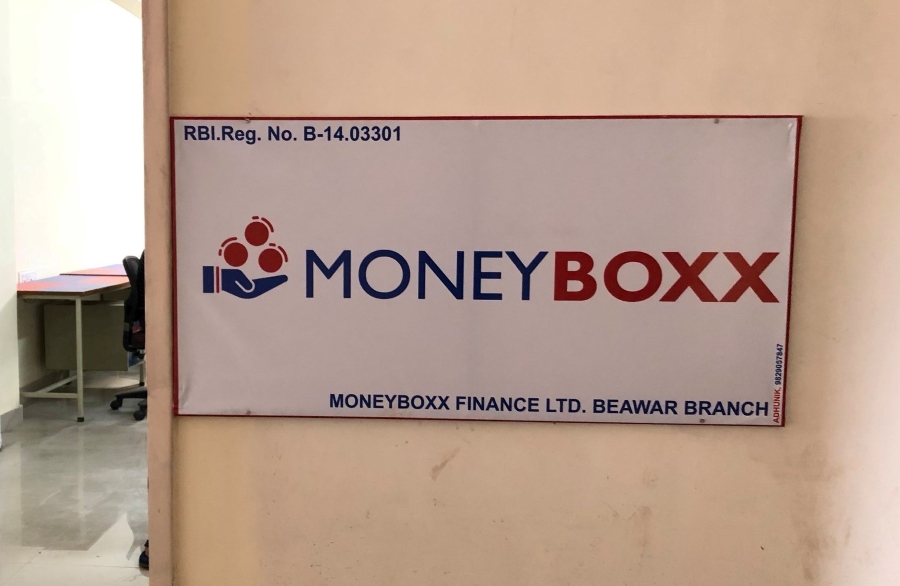 RBI.Reg. No. B-14.03301
MONEYBOXX
MONEYBOXX FINANCE LTD. BEAWAR BRANCH
ADHUNIK, 9829057847